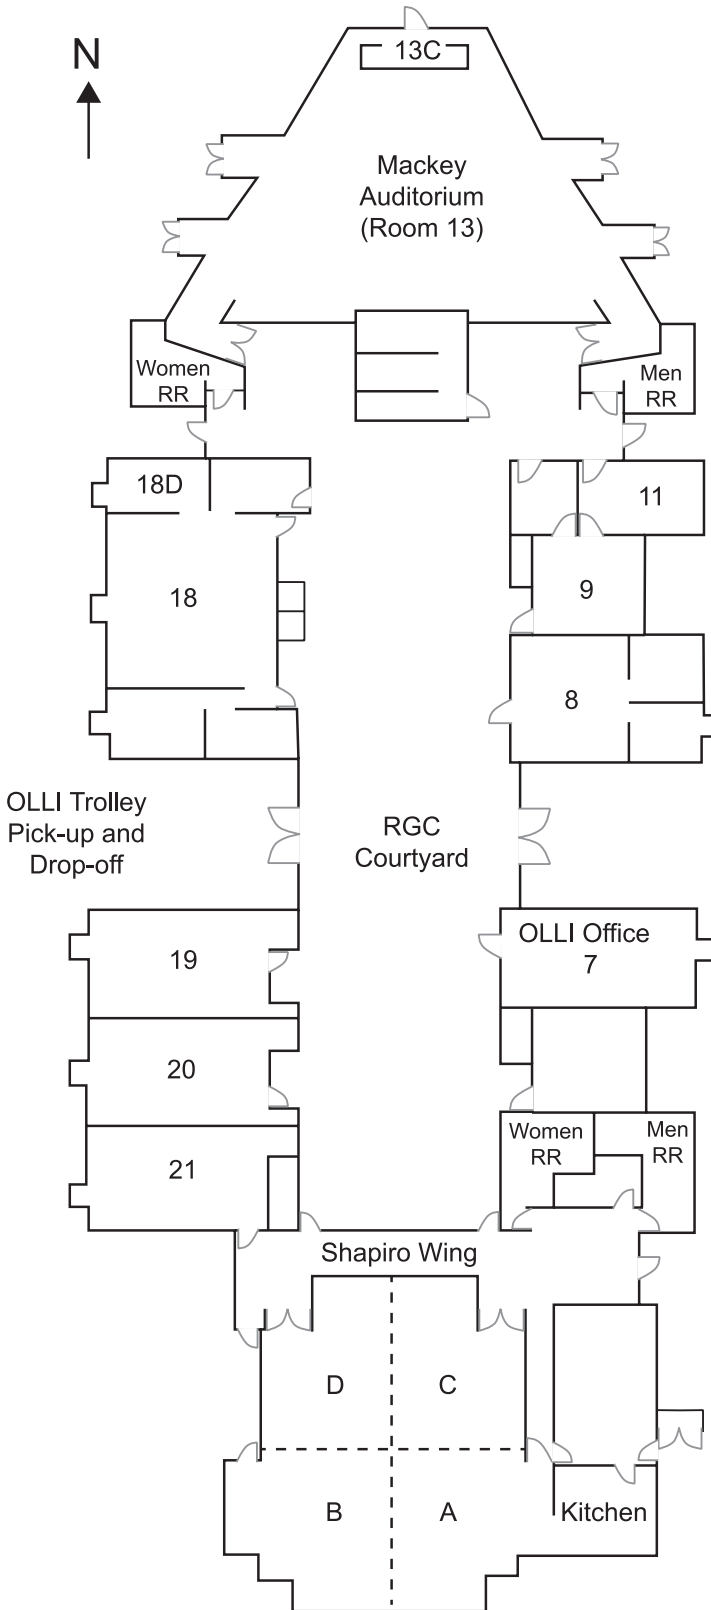 N
13C
Mackey
Auditorium
(Room 13)
Women
RR
Men
RR
18D
11
18
9
8
OLLI Trolley
Pick-up and
Drop-off
RGC
Courtyard
OLLI Office
7
19
20
21
Women
RR
Men
RR
Shapiro Wing
D
C
B
A
Kitchen